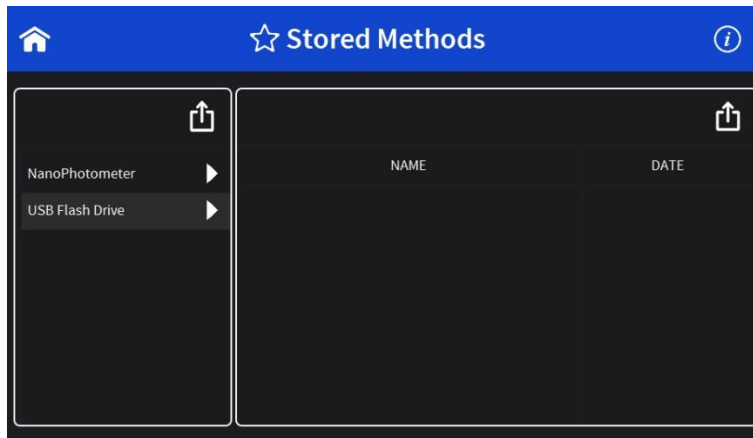 Stored Methods
i
NanoPhotometer
USB Flash Drive
NAME DATE